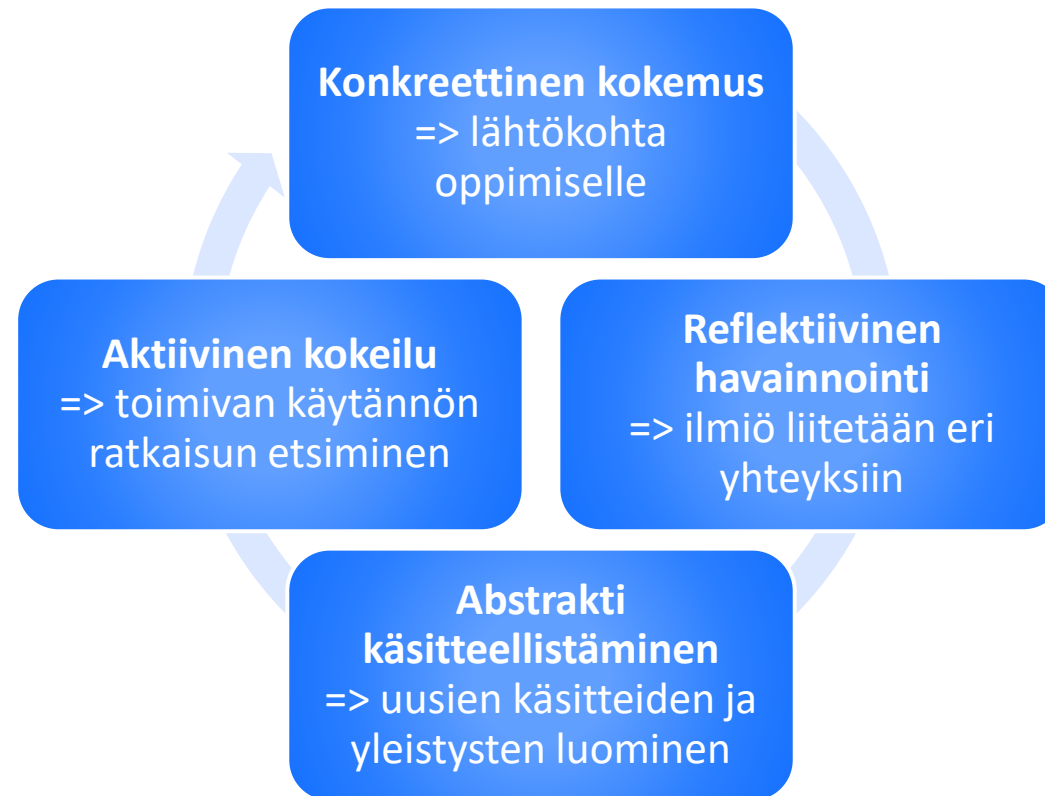 Konkreettinen kokemus
=> lähtökohta
oppimiselle
Reflektiivinen
havainnointi
=> ilmiö liitetään eri
yhteyksiin
Abstrakti
käsitteellistäminen
=> uusien käsitteiden ja
yleistysten luominen
Aktiivinen kokeilu
=> toimivan käytännön
ratkaisun etsiminen